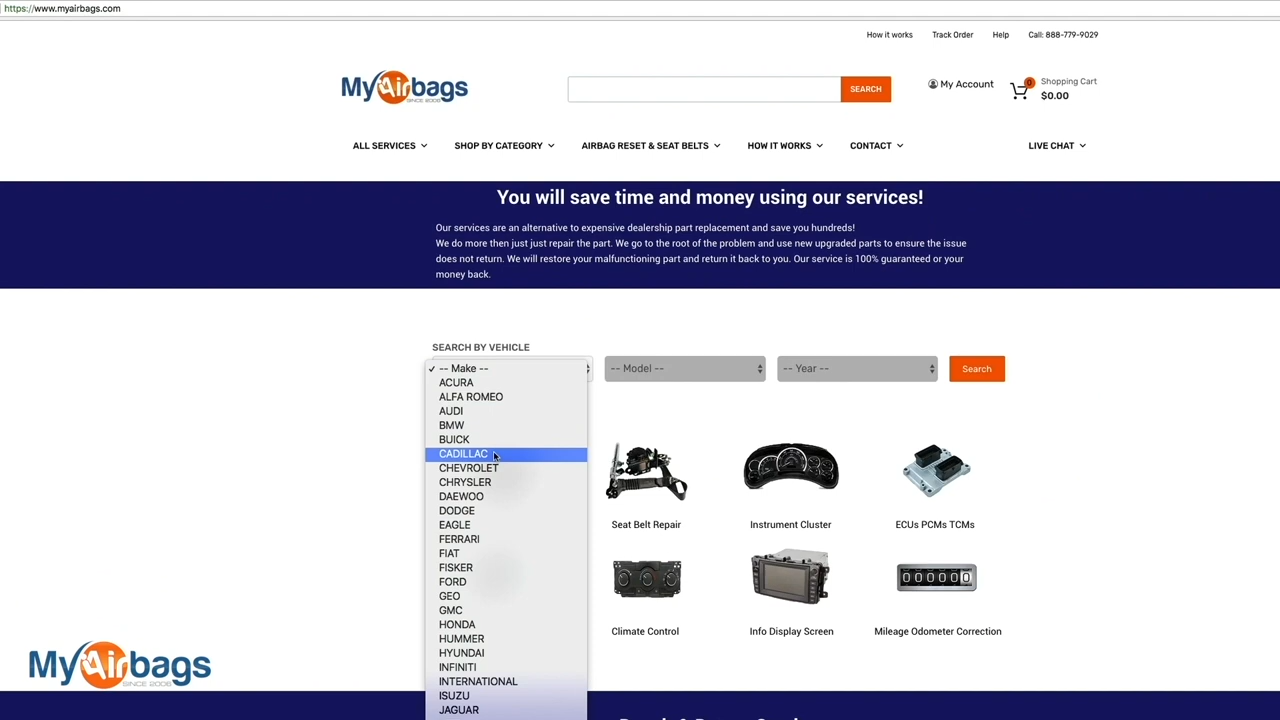 https://www.myairbags.com
How it works Track Order Help Call: 888-779-9029
MyAirbags
SINCE 2006
SEARCH
My Account
0
Shopping Cart
$0.00
ALL SERVICES SHOP BY CATEGORY AIRBAG RESET & SEAT BELTS HOW IT WORKS CONTACT LIVE CHAT
You will save time and money using our services!
Our services are an alternative to expensive dealership part replacement and save you hundreds!
We do more then just just repair the part. We go to the root of the problem and use new upgraded parts to ensure the issue
does not return. We will restore your malfunctioning part and return it back to you. Our service is 100% guaranteed or your
money back.
SEARCH BY VEHICLE
✓ -- Make --
-- Model --
-- Year --
Search
ACURA
ALFA ROMEO
AUDI
BMW
BUICK
CADILLAC
CHEVROLET
CHRYSLER
DAEWOO
DODGE
EAGLE
FERRARI
FIAT
FISKER
FORD
GEO
GMC
HONDA
HUMMER
HYUNDAI
INFINITI
INTERNATIONAL
ISUZU
JAGUAR
Seat Belt Repair
Instrument Cluster
ECUs PCMs TCMs
000000
Climate Control
Info Display Screen
Mileage Odometer Correction
MyAirbags
SINCE 2006